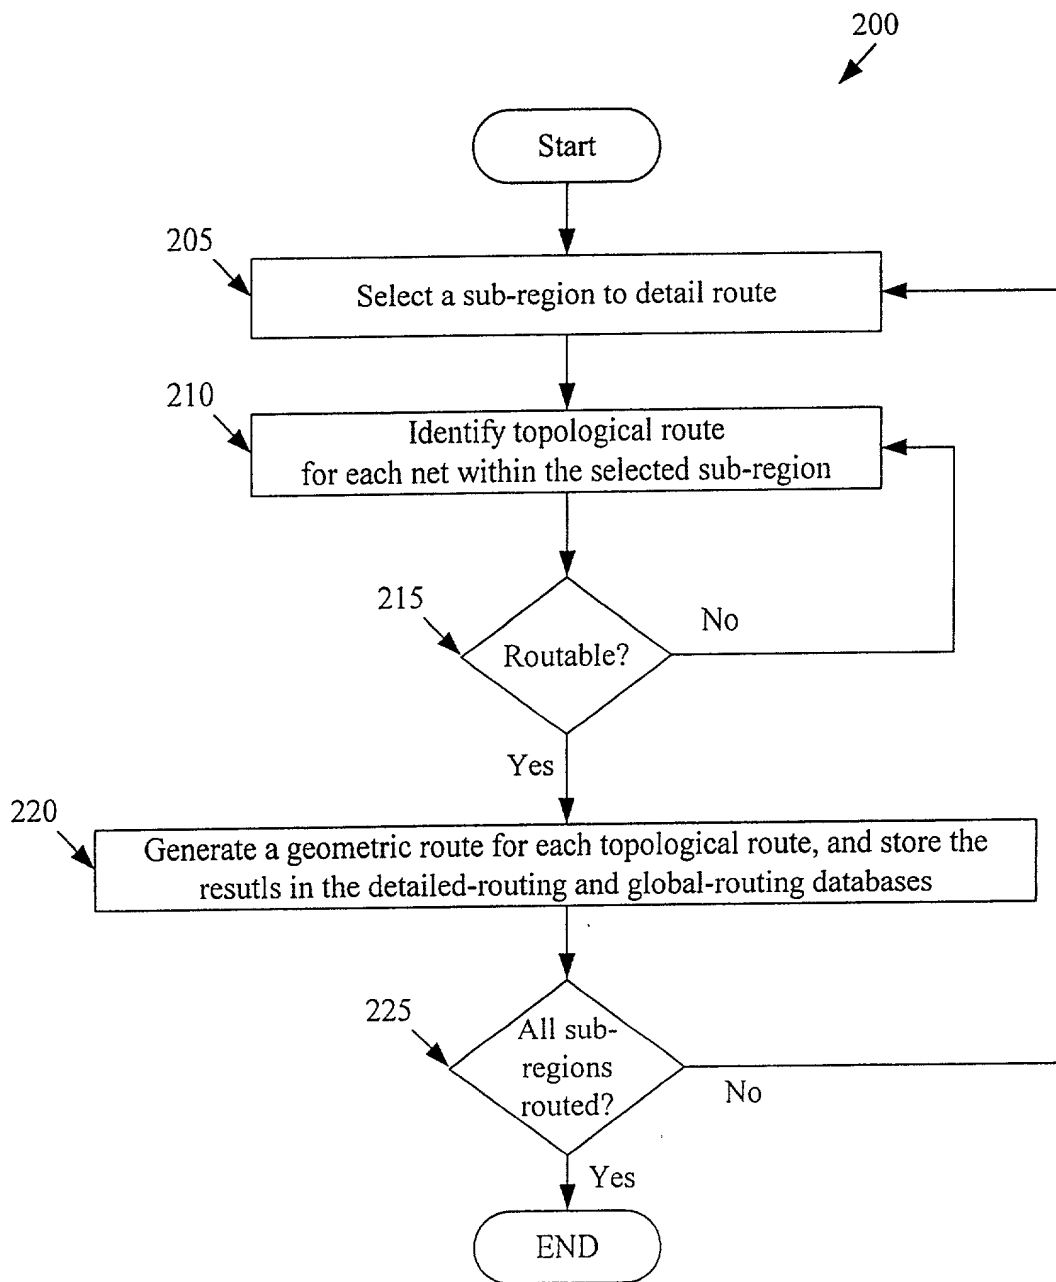 200
Start
205
Select a sub-region to detail route
210
Identify topological route
for each net within the selected sub-region
215
Routable?
No
Yes
220
Generate a geometric route for each topological route, and store the
resutls in the detailed-routing and global-routing databases
225
All sub-
regions
routed?
No
Yes
END